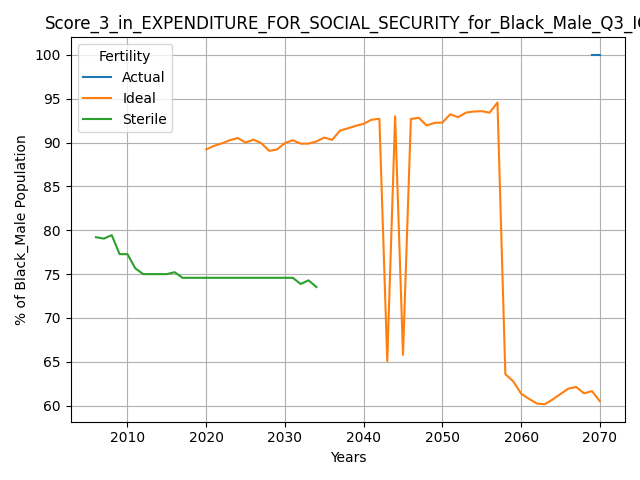 Score_3_in_EXPENDITURE_FOR_SOCIAL_SECURITY_for_Black_Male_Q3_I
Fertility
Actual
Ideal
Sterile
% of Black_Male Population
100
95
90
85
80
75
70
65
60
2010 2020 2030 2040 2050 2060 2070
Years